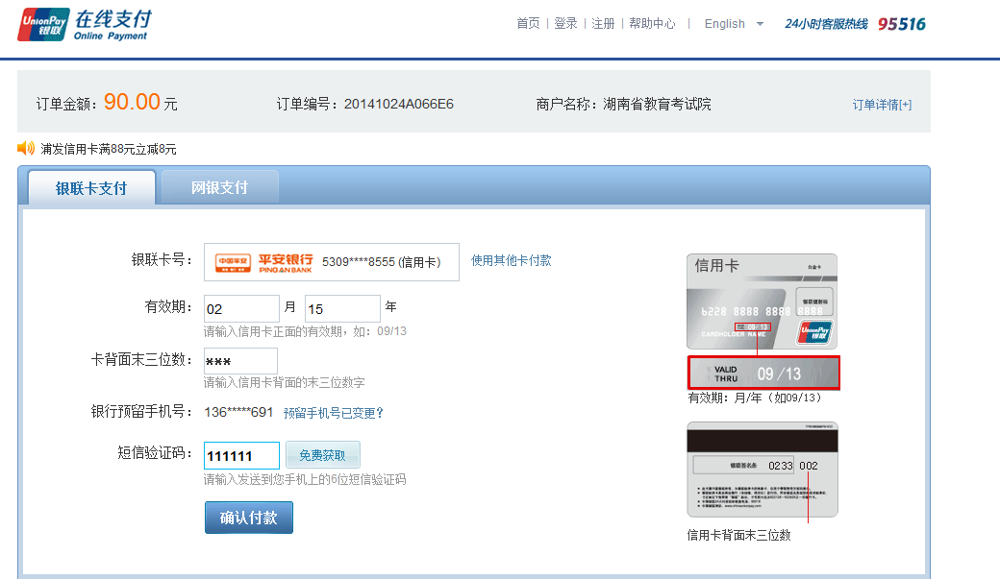 UnionPay 银联 在线支付
Online Payment
首页 | 登录 | 注册 | 帮助中心 | English 24小时客服热线 95516
订单金额：90.00 元 订单编号：20141024A066E6 商户名称：湖南省教育考试院 订单详情[+]
浦发信用卡满88元立减8元
银联卡支付 网银支付
银联卡号： 中国平安 平安银行 PINGAN BANK 5309****8555 (信用卡) 使用其他卡付款
有效期： 02 月 15 年
请输入信用卡正面的有效期，如：09/13
卡背面末三位数： ***
请输入信用卡背面的末三位数字
银行预留手机号： 136*****691 预留手机号已变更?
短信验证码： 111111 免费获取
请输入发送到您手机上的6位短信验证码
确认付款
信用卡 白金卡
6228 8888 8888 8888
CARDHOLDER NAME
UnionPay 银联
VALID THRU 09/13
有效期：月/年（如09/13）
银联签名条 0233 002
信用卡背面末三位数